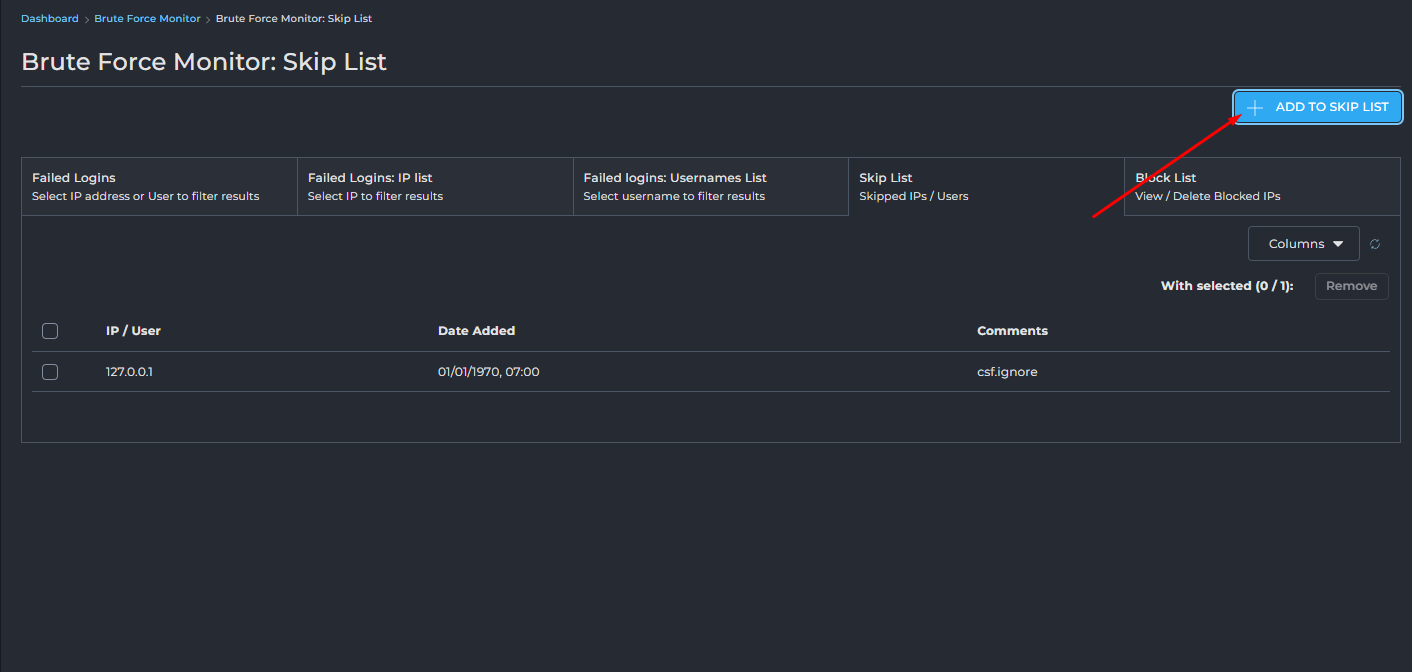 Dashboard > Brute Force Monitor > Brute Force Monitor: Skip List
Brute Force Monitor: Skip List
ADD TO SKIP LIST
Failed Logins
Select IP address or User to filter results
Failed Logins: IP list
Select IP to filter results
Failed logins: Usernames List
Select username to filter results
Skip List
Skipped IPs / Users
Block List
View / Delete Blocked IPs
Columns
With selected (0 / 1): Remove
IP / User Date Added Comments
127.0.0.1 01/01/1970, 07:00 csf.ignore